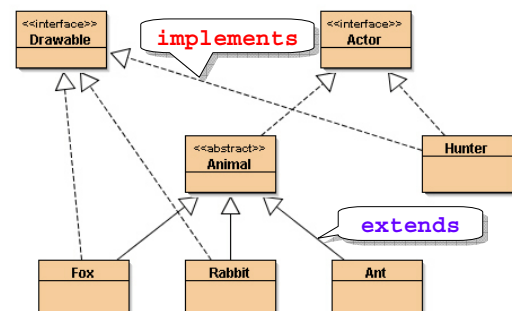 <<interface>>
Drawable
implements
<<interface>>
Actor
<<abstract>>
Animal
Hunter
extends
Fox
Rabbit
Ant